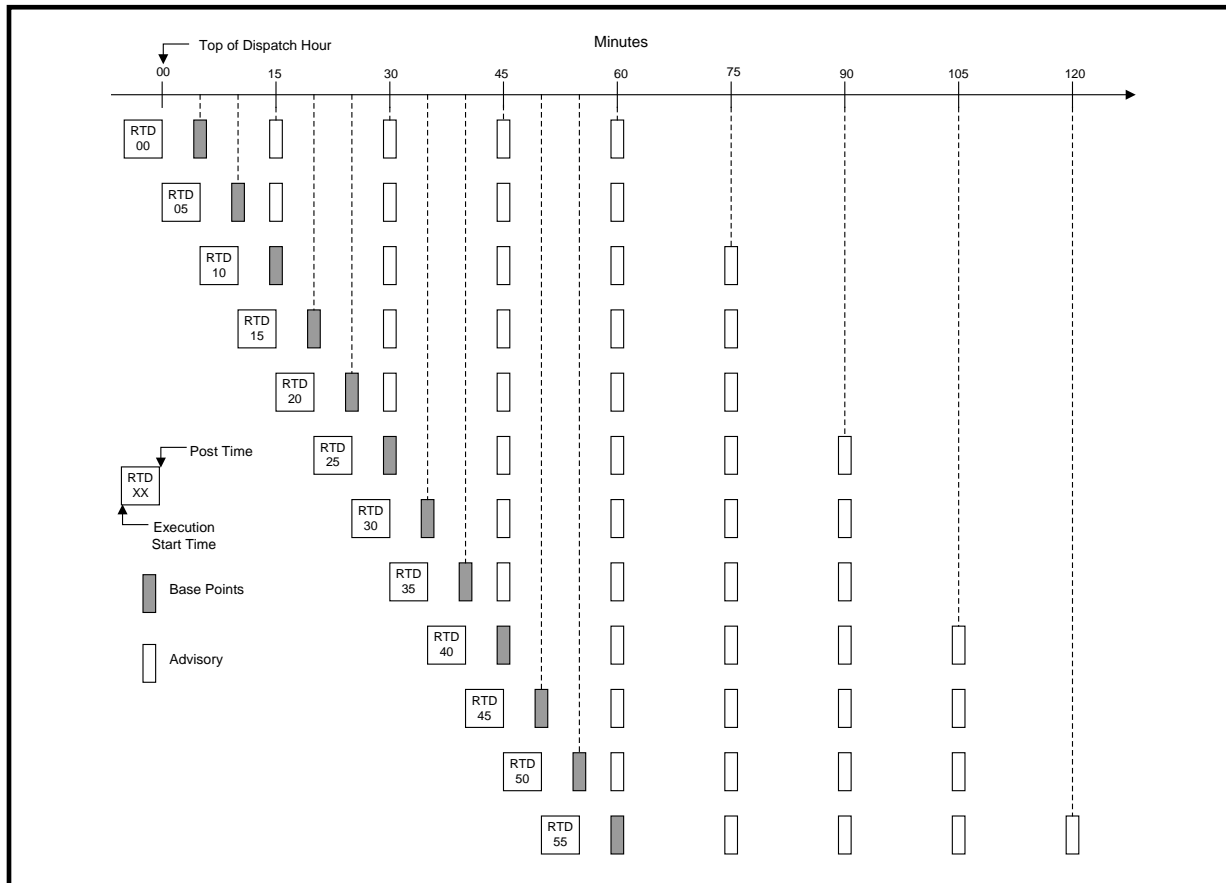 Top of Dispatch Hour
Minutes
00 15 30 45 60 75 90 105 120
RTD
00
RTD
05
RTD
10
RTD
15
RTD
20
RTD
25
RTD
30
RTD
35
RTD
40
RTD
45
RTD
50
RTD
55
Post Time
RTD
XX
Execution
Start Time
Base Points
Advisory